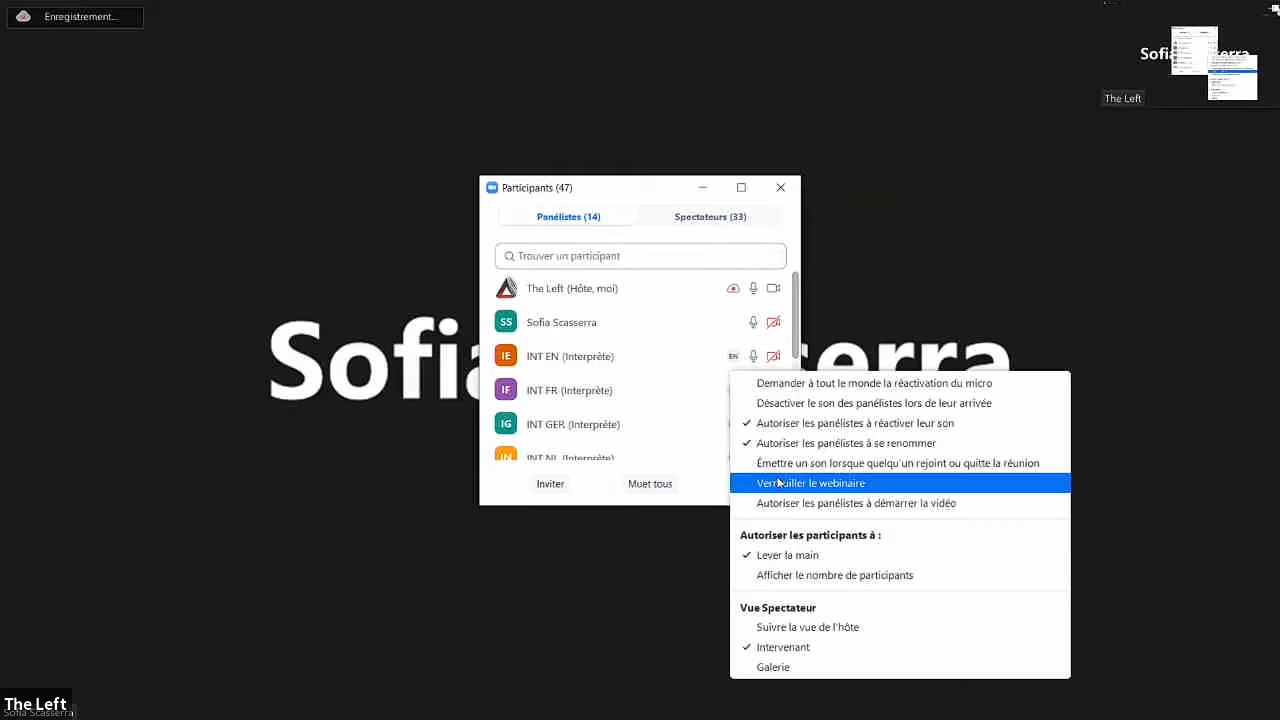 Enregistrement...
The Left
Participants (47)
Panélistes (14)
Spectateurs (33)
Trouver un participant
The Left (Hôte, moi)
SS
Sofia Scasserra
IE
INT EN (Interprète)
EN
IF
INT FR (Interprète)
IG
INT GER (Interprète)
Inviter
Muet tous
Demander à tout le monde la réactivation du micro
Désactiver le son des panélistes lors de leur arrivée
Autoriser les panélistes à réactiver leur son
Autoriser les panélistes à se renommer
Émettre un son lorsque quelqu'un rejoint ou quitte la réunion
Verrouiller le webinaire
Autoriser les panélistes à démarrer la vidéo
Autoriser les participants à :
Lever la main
Afficher le nombre de participants
Vue Spectateur
Suivre la vue de l'hôte
Intervenant
Galerie
The Left
Sofia Scasserra